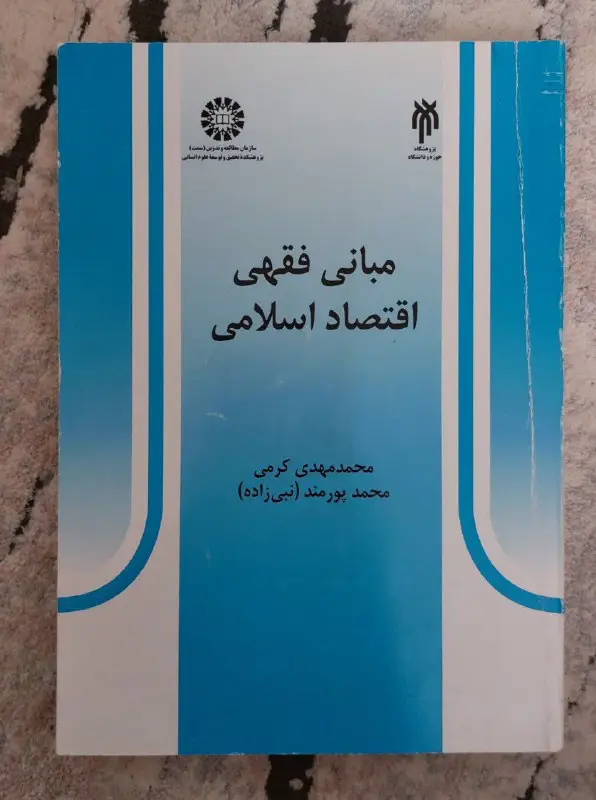 پژوهشگاه
حوزه و دانشگاه
سازمان مطالعه و تدوین (سمت)
پژوهشکده تحقیق و توسعۀ علوم انسانی
مبانی فقهی
اقتصاد اسلامی
محمدمهدی کرمی
محمد پورمند (نبی‌زاده)